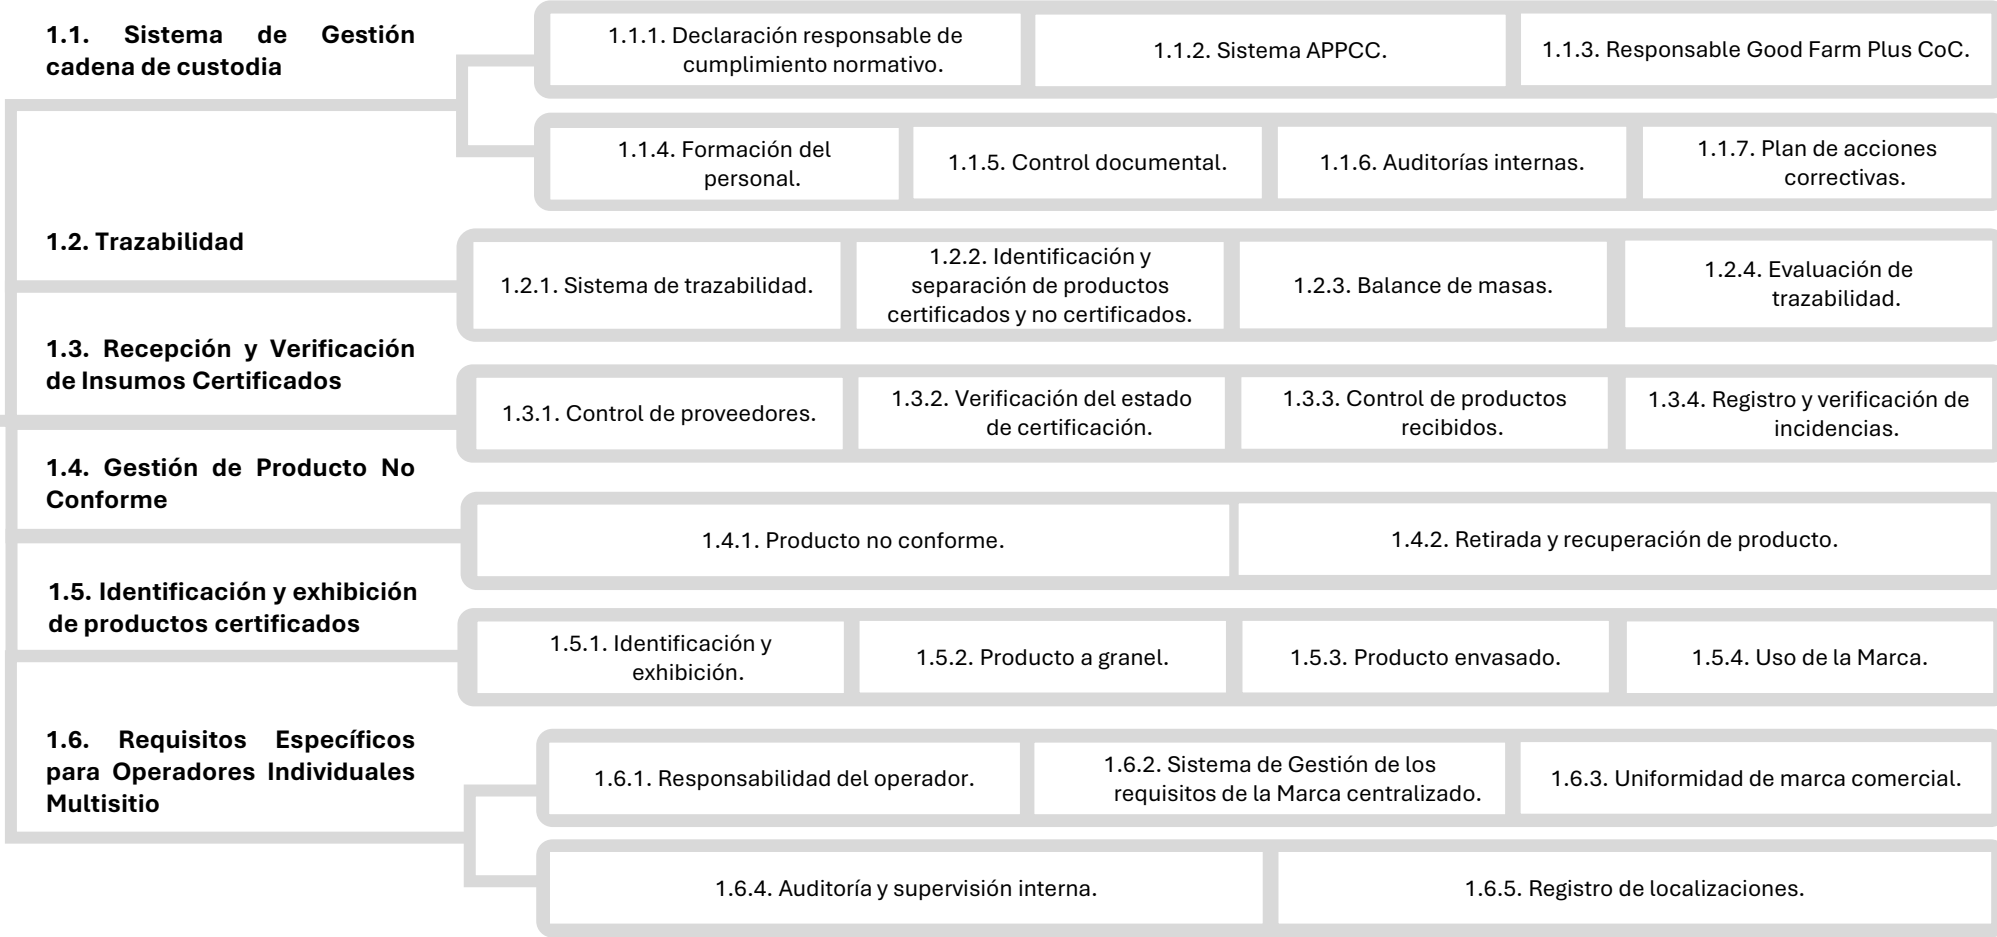 1.1. Sistema de Gestión
cadena de custodia
1.1.1. Declaración responsable de
cumplimiento normativo.
1.1.2. Sistema APPCC.
1.1.3. Responsable Good Farm Plus CoC.
1.1.4. Formación del
personal.
1.1.5. Control documental.
1.1.6. Auditorías internas.
1.1.7. Plan de acciones
correctivas.
1.2. Trazabilidad
1.2.1. Sistema de trazabilidad.
1.2.2. Identificación y
separación de productos
certificados y no certificados.
1.2.3. Balance de masas.
1.2.4. Evaluación de
trazabilidad.
1.3. Recepción y Verificación
de Insumos Certificados
1.3.1. Control de proveedores.
1.3.2. Verificación del estado
de certificación.
1.3.3. Control de productos
recibidos.
1.3.4. Registro y verificación de
incidencias.
1.4. Gestión de Producto No
Conforme
1.4.1. Producto no conforme.
1.4.2. Retirada y recuperación de producto.
1.5. Identificación y exhibición
de productos certificados
1.5.1. Identificación y
exhibición.
1.5.2. Producto a granel.
1.5.3. Producto envasado.
1.5.4. Uso de la Marca.
1.6. Requisitos Específicos
para Operadores Individuales
Multisitio
1.6.1. Responsabilidad del operador.
1.6.2. Sistema de Gestión de los
requisitos de la Marca centralizado.
1.6.3. Uniformidad de marca comercial.
1.6.4. Auditoría y supervisión interna.
1.6.5. Registro de localizaciones.